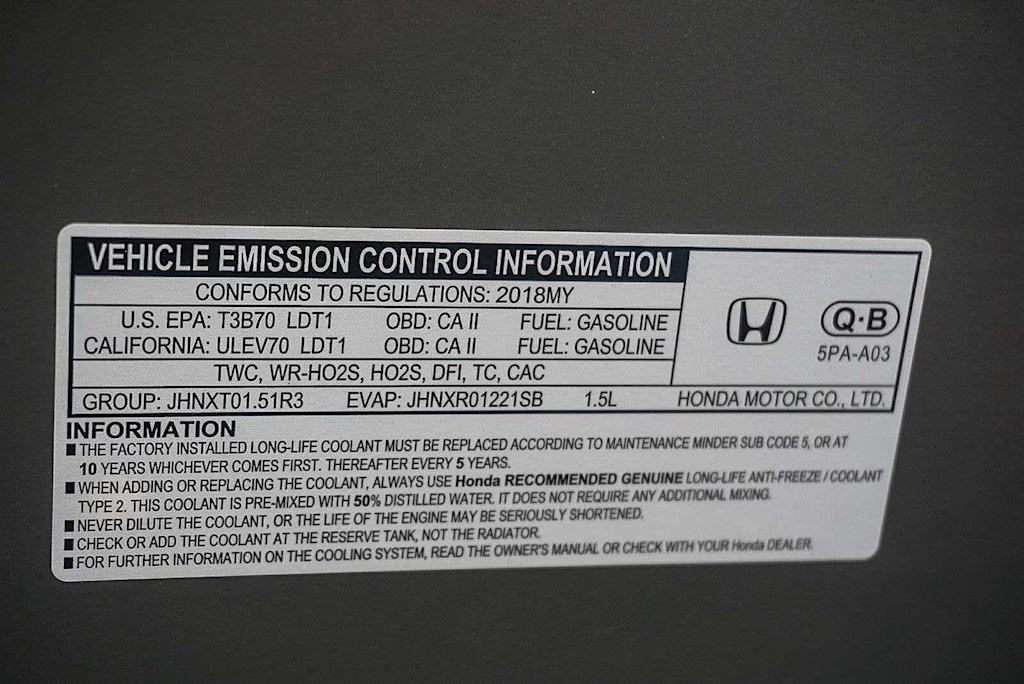 VEHICLE EMISSION CONTROL INFORMATION
CONFORMS TO REGULATIONS: 2018MY
U.S. EPA: T3B70 LDT1 OBD: CA II FUEL: GASOLINE
CALIFORNIA: ULEV70 LDT1 OBD: CA II FUEL: GASOLINE
Q·B
5PA-A03
TWC, WR-HO2S, HO2S, DFI, TC, CAC
GROUP: JHNXT01.51R3 EVAP: JHNXR01221SB 1.5L HONDA MOTOR CO., LTD.
INFORMATION
■ THE FACTORY INSTALLED LONG-LIFE COOLANT MUST BE REPLACED ACCORDING TO MAINTENANCE MINDER SUB CODE 5, OR AT
10 YEARS WHICHEVER COMES FIRST. THEREAFTER EVERY 5 YEARS.
■ WHEN ADDING OR REPLACING THE COOLANT, ALWAYS USE Honda RECOMMENDED GENUINE LONG-LIFE ANTI-FREEZE / COOLANT
TYPE 2. THIS COOLANT IS PRE-MIXED WITH 50% DISTILLED WATER. IT DOES NOT REQUIRE ANY ADDITIONAL MIXING.
■ NEVER DILUTE THE COOLANT, OR THE LIFE OF THE ENGINE MAY BE SERIOUSLY SHORTENED.
■ CHECK OR ADD THE COOLANT AT THE RESERVE TANK, NOT THE RADIATOR.
■ FOR FURTHER INFORMATION ON THE COOLING SYSTEM, READ THE OWNER'S MANUAL OR CHECK WITH YOUR Honda DEALER.